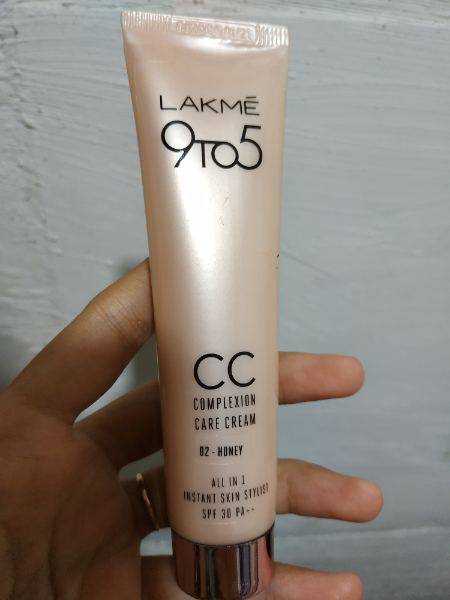 LAKMĒ
9TO5
CC
COMPLEXION
CARE CREAM
02 - HONEY
ALL IN 1
INSTANT SKIN STYLIST
SPF 30 PA++